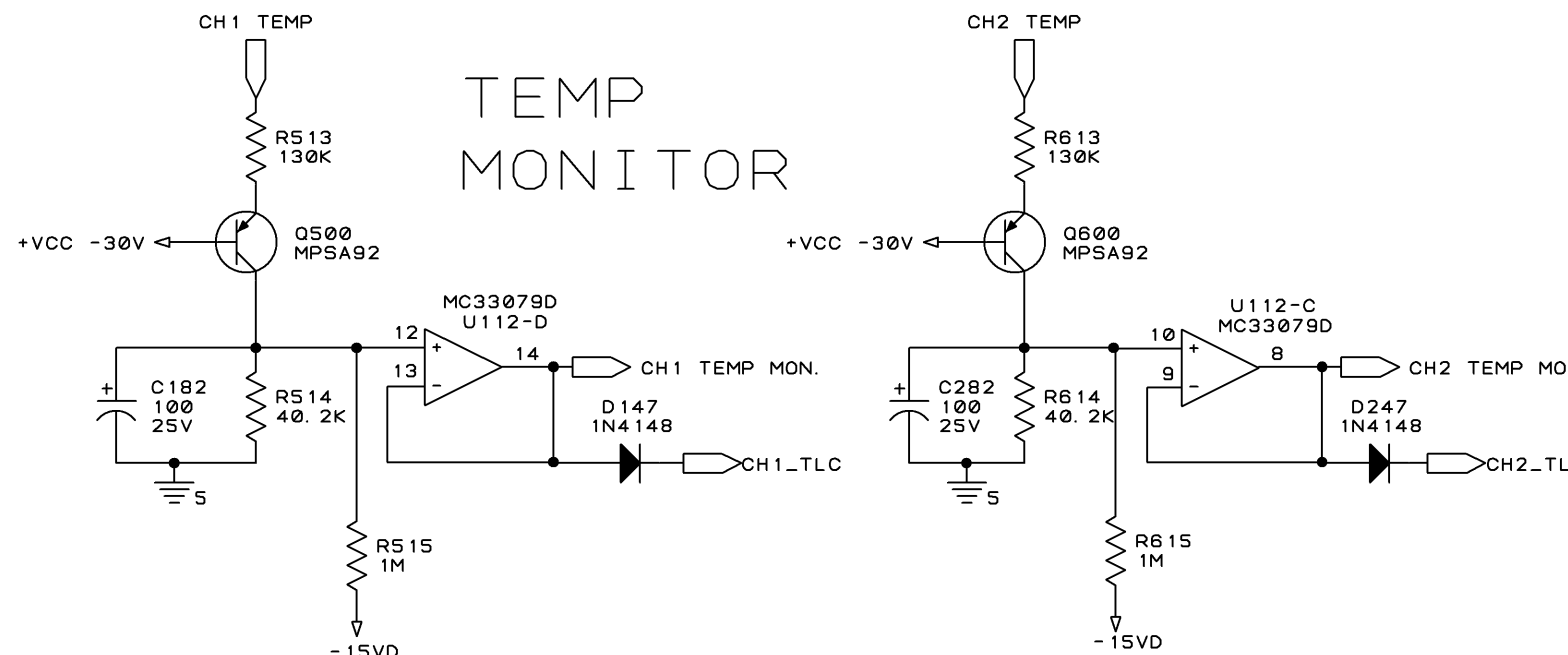 CH1 TEMP
CH2 TEMP
TEMP
MONITOR
R513
130K
R613
130K
+VCC -30V
Q500
MPSA92
+VCC -30V
Q600
MPSA92
MC33079D
U112-D
U112-C
MC33079D
12
+
13
-
14
CH1 TEMP MON.
10
+
9
-
8
CH2 TEMP MO
+
C182
100
25V
R514
40.2K
D147
1N4148
CH1_TLC
+
C282
100
25V
R614
40.2K
D247
1N4148
CH2_TL
5
5
R515
1M
R615
1M
-15VD
-15VD